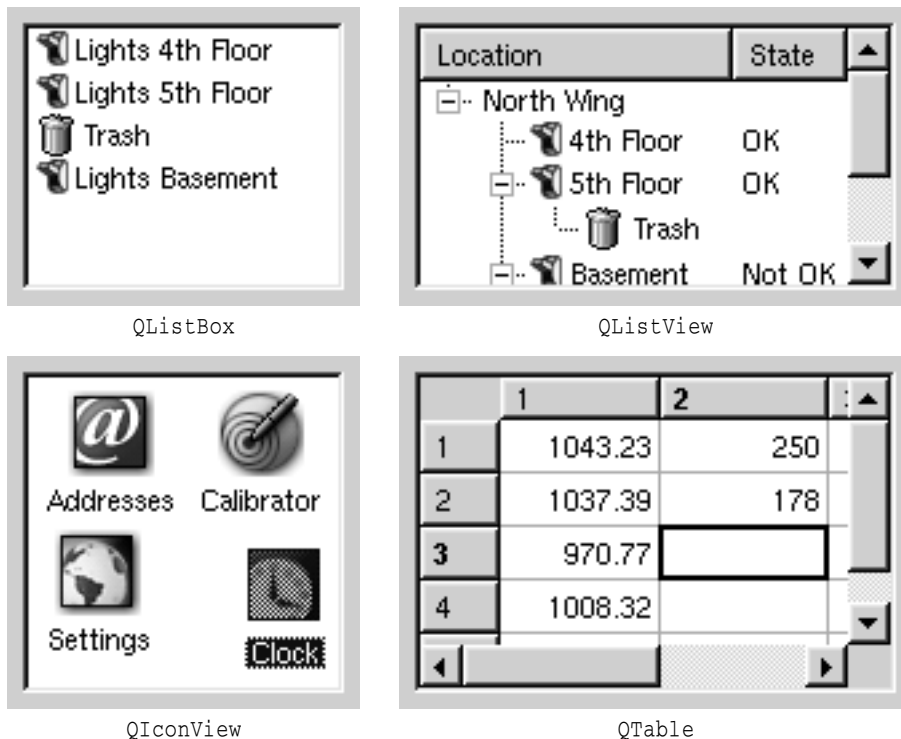 Lights 4th Floor
Lights 5th Floor
Trash
Lights Basement
QListBox
Location State
North Wing
4th Floor OK
5th Floor OK
Trash
Basement Not OK
QListView
@
Addresses Calibrator
Settings Clock
QIconView
1 2
1 1043.23 250
2 1037.39 178
3 970.77
4 1008.32
QTable